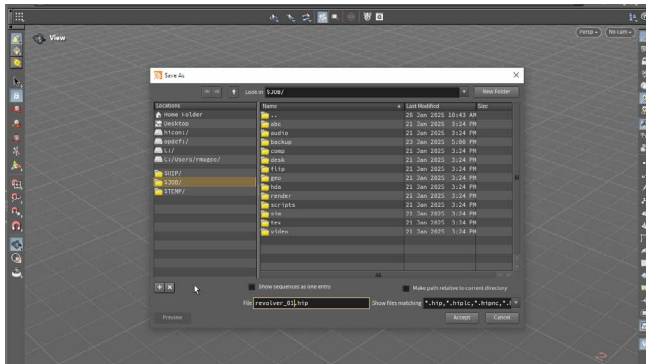 View
Persp
No cam
Save As
Look in $JOB/
New Folder
Locations
Home Folder
Desktop
hicon:/
opdef:/
C:/
C:/Users/rmagee/
$HIP/
$JOB/
$TEMP/
Name Last Modified Size
.. 20 Jan 2025 10:43 AM
abc 21 Jan 2025 3:24 PM
audio 21 Jan 2025 3:24 PM
backup 22 Jan 2025 5:00 PM
comp 21 Jan 2025 3:24 PM
desk 21 Jan 2025 3:24 PM
flip 21 Jan 2025 3:24 PM
geo 21 Jan 2025 3:24 PM
hda 21 Jan 2025 3:24 PM
render 21 Jan 2025 3:24 PM
scripts 21 Jan 2025 3:24 PM
sim 21 Jan 2025 3:24 PM
tex 21 Jan 2025 3:24 PM
video 21 Jan 2025 3:24 PM
Show sequences as one entry
Make path relative to current directory
File revolver_01.hip
Show files matching *.hip,*.hiplc,*.hipnc,*.
Preview
Accept
Cancel